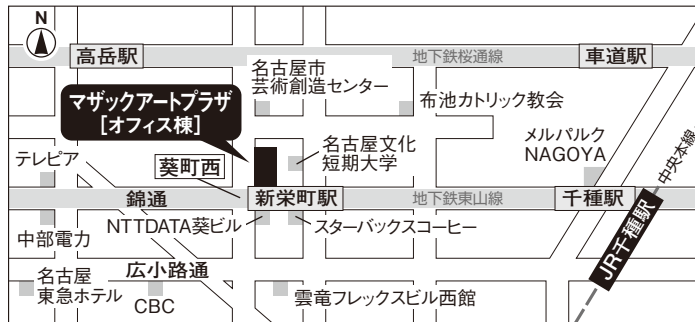 N
高岳駅
地下鉄桜通線
車道駅
名古屋市
芸術創造センター
マザックアートプラザ
[オフィス棟]
布池カトリック教会
名古屋文化
短期大学
メルパルク
NAGOYA
中央本線
テレピア
葵町西
錦通
新栄町駅
地下鉄東山線
千種駅
中部電力
NTTDATA葵ビル
スターバックスコーヒー
JR千種駅
広小路通
名古屋
東急ホテル
CBC
雲竜フレックスビル西館